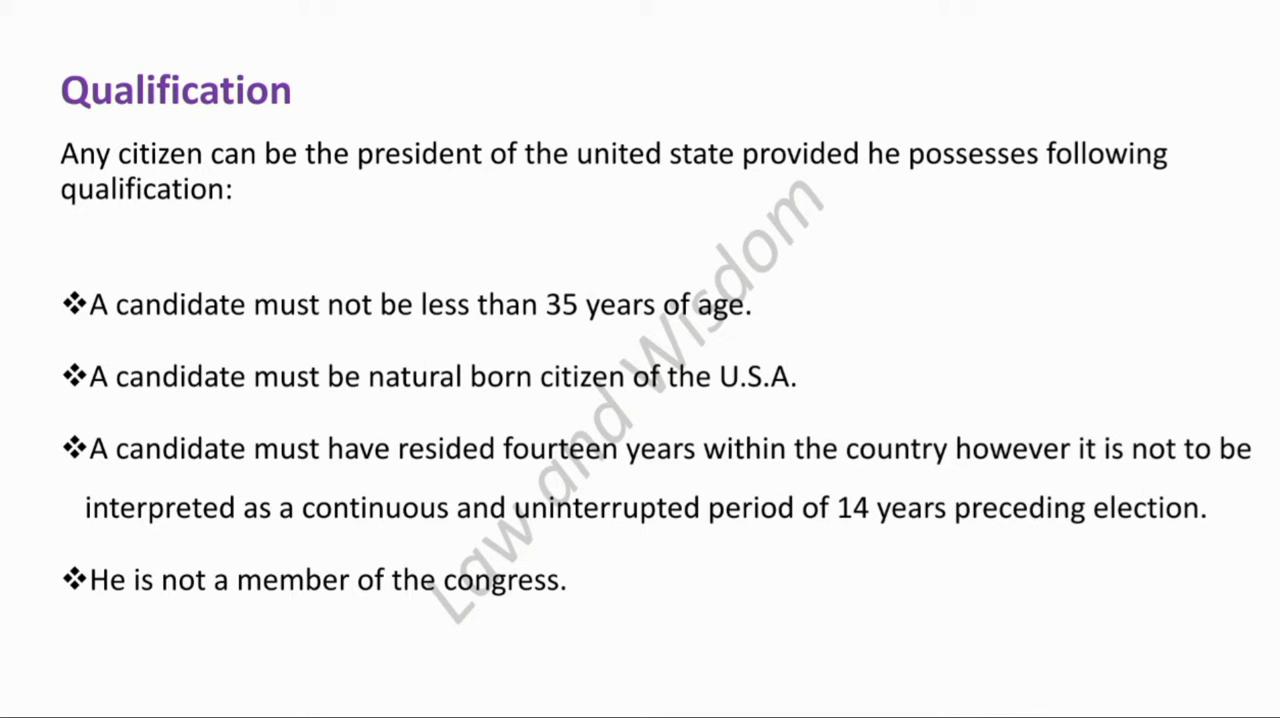 Qualification
Any citizen can be the president of the united state provided he possesses following
qualification:
❖A candidate must not be less than 35 years of age.
❖A candidate must be natural born citizen of the U.S.A.
❖A candidate must have resided fourteen years within the country however it is not to be
interpreted as a continuous and uninterrupted period of 14 years preceding election.
❖He is not a member of the congress.
Law and Wisdom